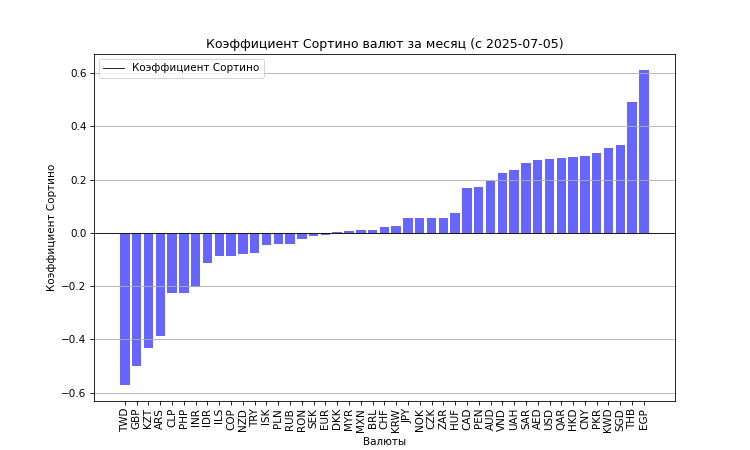 Коэффициент Сортино валют за месяц (с 2025-07-05)
Коэффициент Сортино
0.6
0.4
0.2
0.0
−0.2
−0.4
−0.6
Коэффициент Сортино
TWD GBP KZT ARS CLP PHP INR IDR ILS COP NZD TRY ISK PLN RUB RON SEK EUR DKK MYR MXN BRL CHF KRW JPY NOK CZK ZAR HUF CAD PEN AUD VND UAH SAR AED USD QAR HKD CNY PKR KWD SGD THB EGP
Валюты